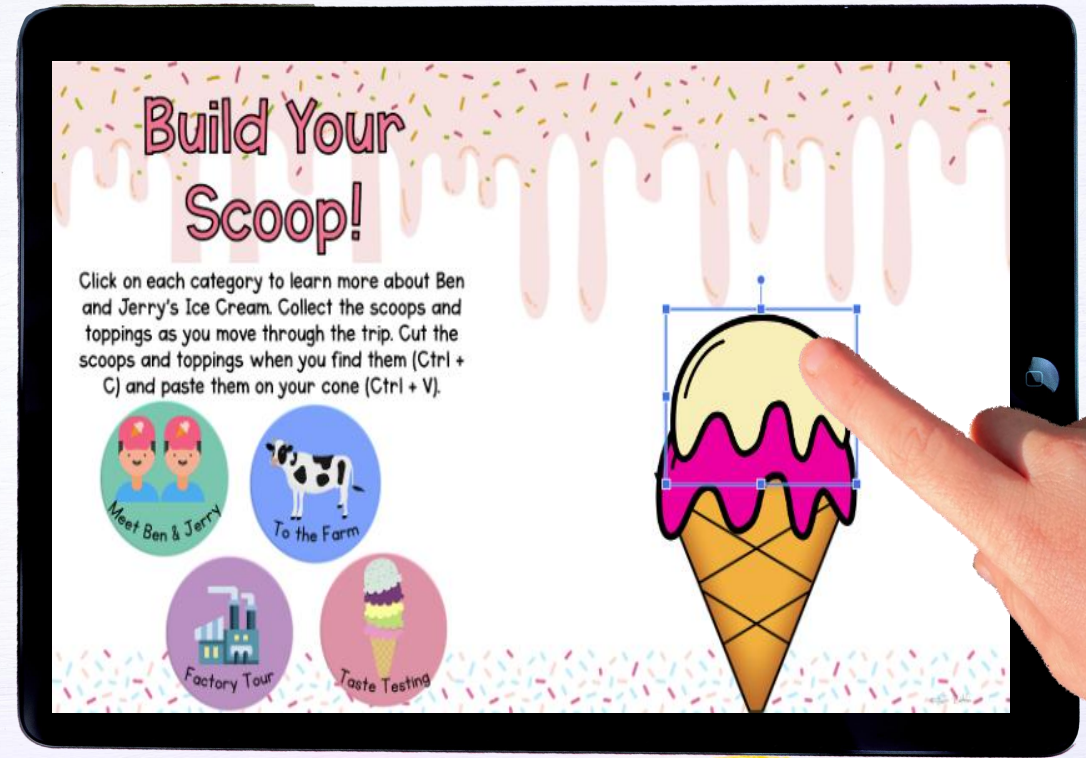 Build Your
Scoop!
Click on each category to learn more about Ben
and Jerry's Ice Cream. Collect the scoops and
toppings as you move through the trip. Cut the
scoops and toppings when you find them (Ctrl +
C) and paste them on your cone (Ctrl + V).
Meet Ben & Jerry
To the Farm
Factory Tour
Taste Testing